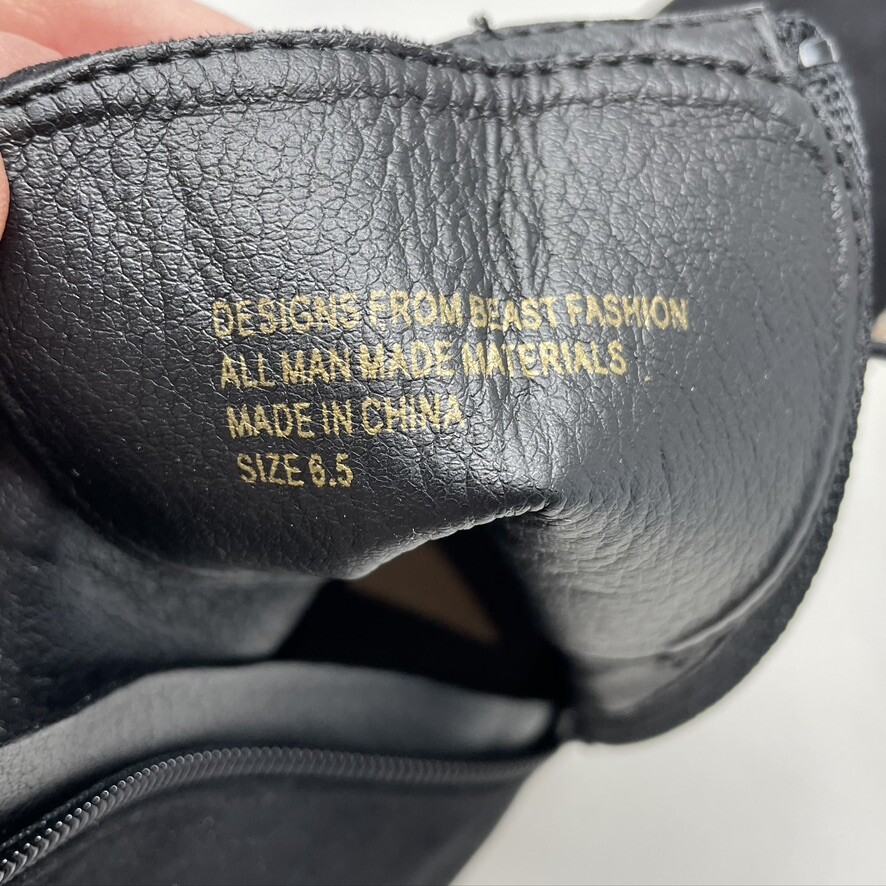 DESIGNS FROM BEAST FASHION
ALL MAN MADE MATERIALS
MADE IN CHINA
SIZE 6.5